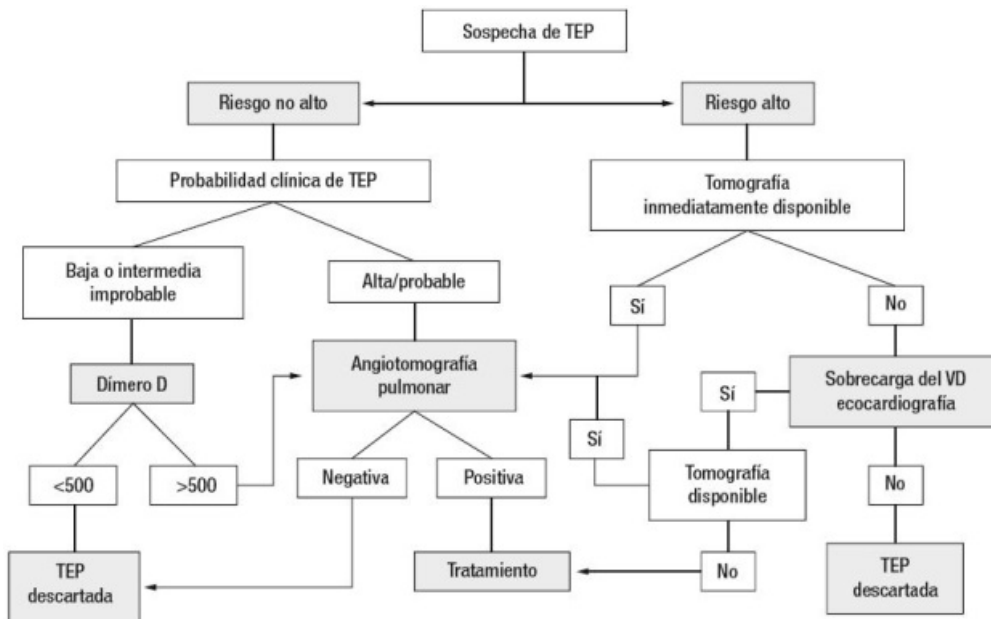 Sospecha de TEP
Riesgo no alto
Riesgo alto
Probabilidad clínica de TEP
Tomografía
inmediatamente disponible
Baja o intermedia
improbable
Alta/probable
Sí
No
Dímero D
Angiotomografía
pulmonar
Sí
Sobrecarga del VD
ecocardiografía
Sí
<500
>500
Negativa
Positiva
Tomografía
disponible
No
TEP
descartada
Tratamiento
No
TEP
descartada